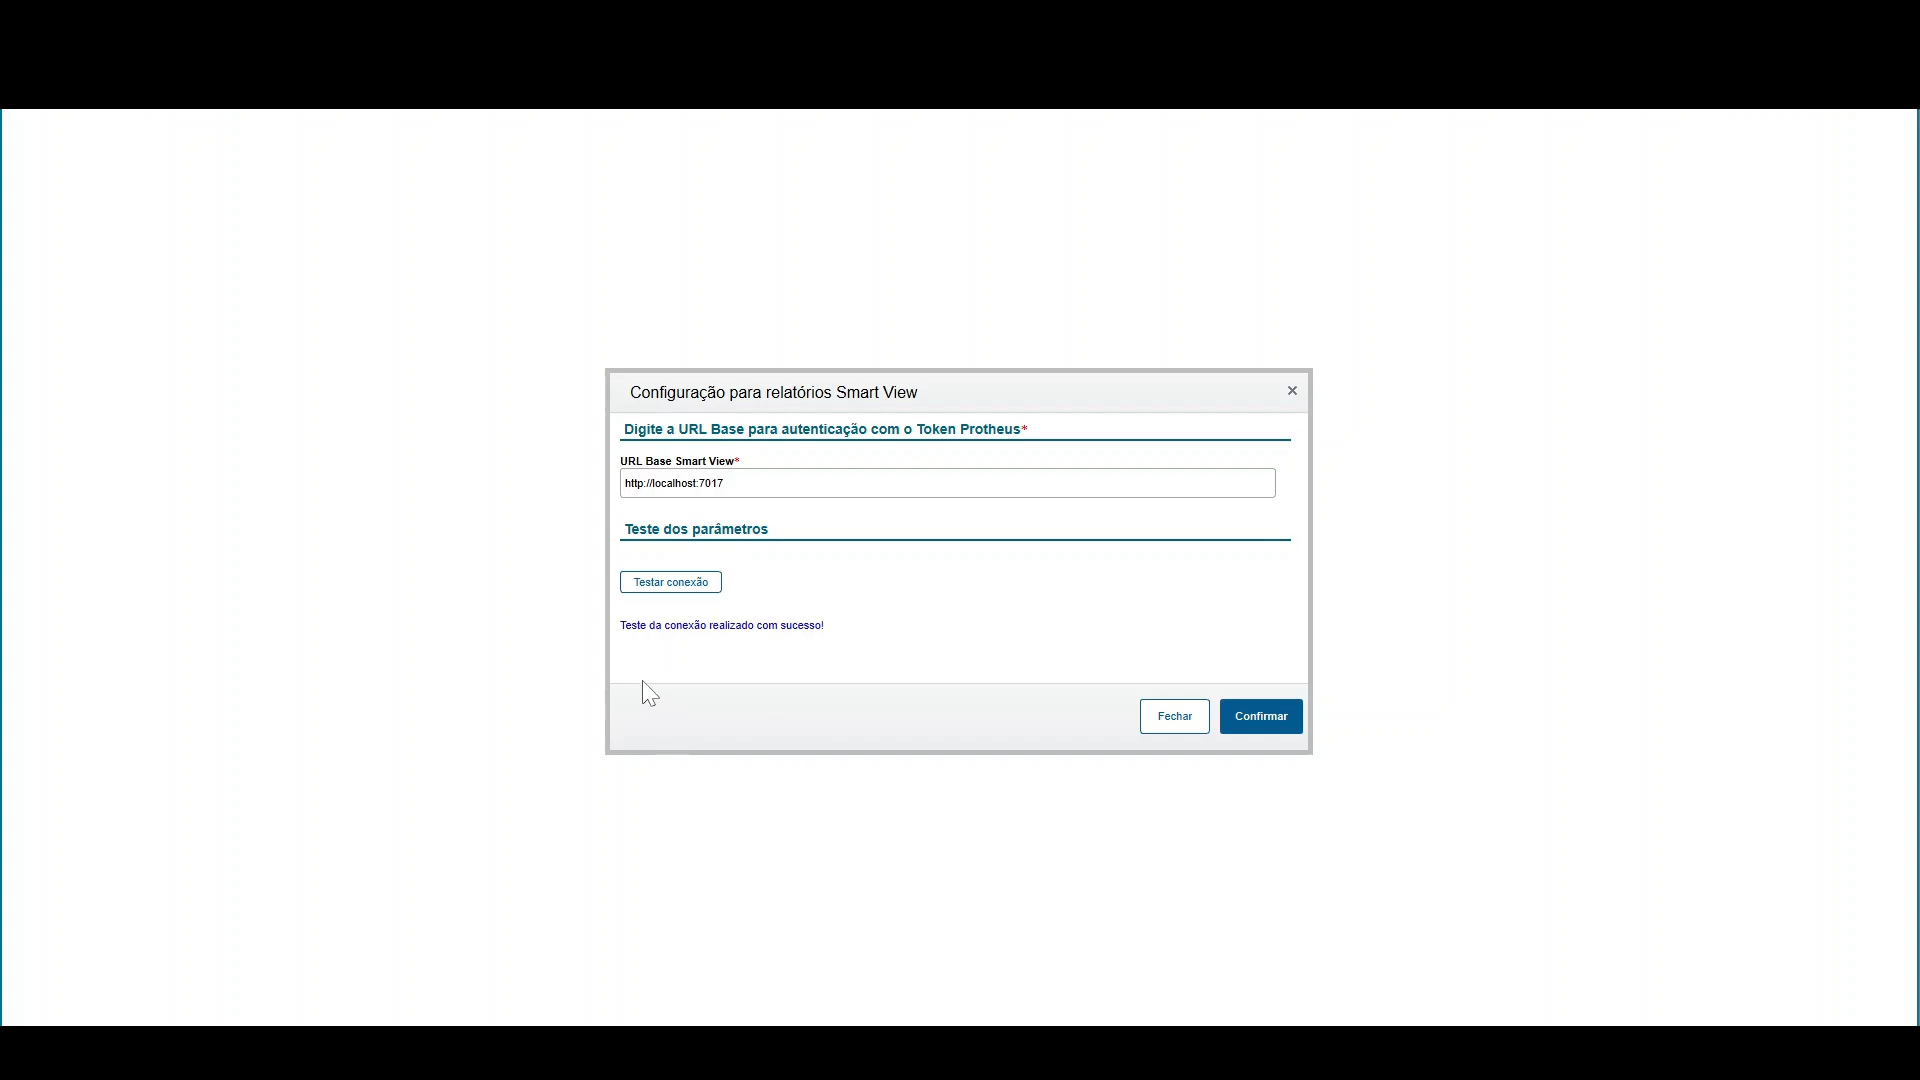 Configuração para relatórios Smart View
×
Digite a URL Base para autenticação com o Token Protheus*
URL Base Smart View*
http://localhost:7017
Teste dos parâmetros
Testar conexão
Teste da conexão realizado com sucesso!
Fechar
Confirmar